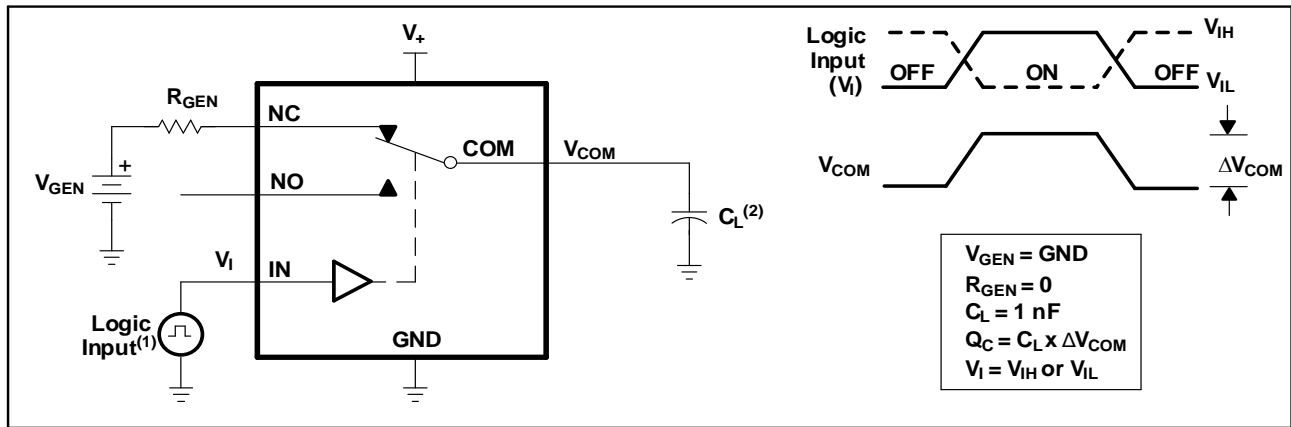 V+
RGEN
NC
COM
VCOM
VGEN
+
NO
CL(2)
VI
IN
Logic
Input(1)
GND
Logic
Input
(VI)
OFF
ON
OFF
VIH
VIL
VCOM
ΔVCOM
VGEN = GND
RGEN = 0
CL = 1 nF
QC = CL x ΔVCOM
VI = VIH or VIL